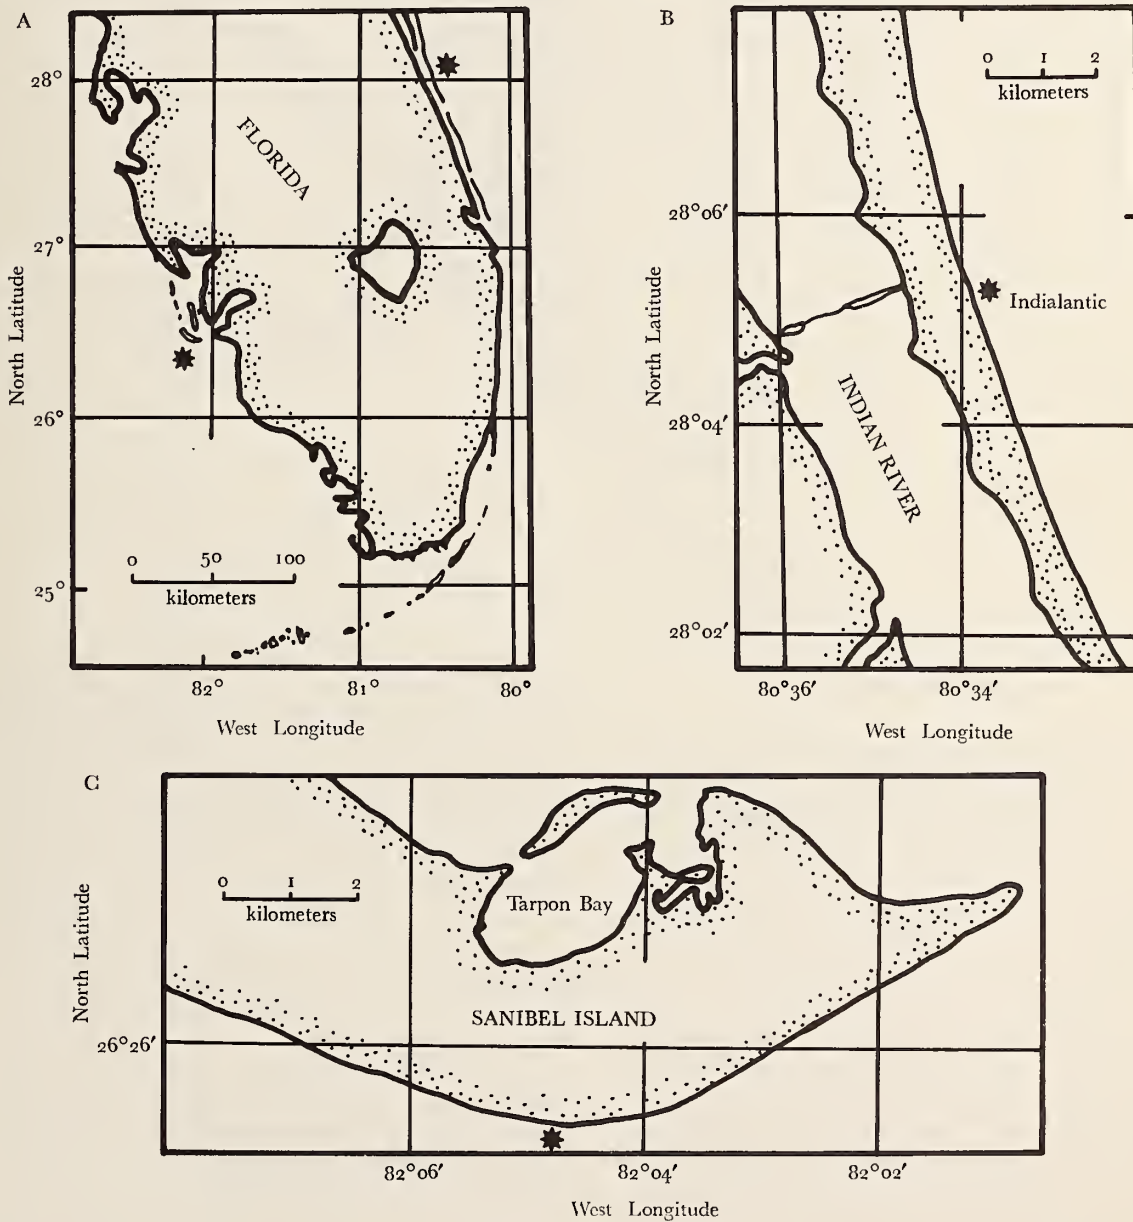 A
28°
27°
26°
25°
North Latitude
FLORIDA
0 50 100
kilometers
82° 81° 80°
West Longitude
B
0 1 2
kilometers
28°06′
28°04′
28°02′
North Latitude
Indialantic
INDIAN RIVER
80°36′ 80°34′
West Longitude
C
0 1 2
kilometers
Tarpon Bay
North Latitude
SANIBEL ISLAND
26°26′
82°06′ 82°04′ 82°02′
West Longitude